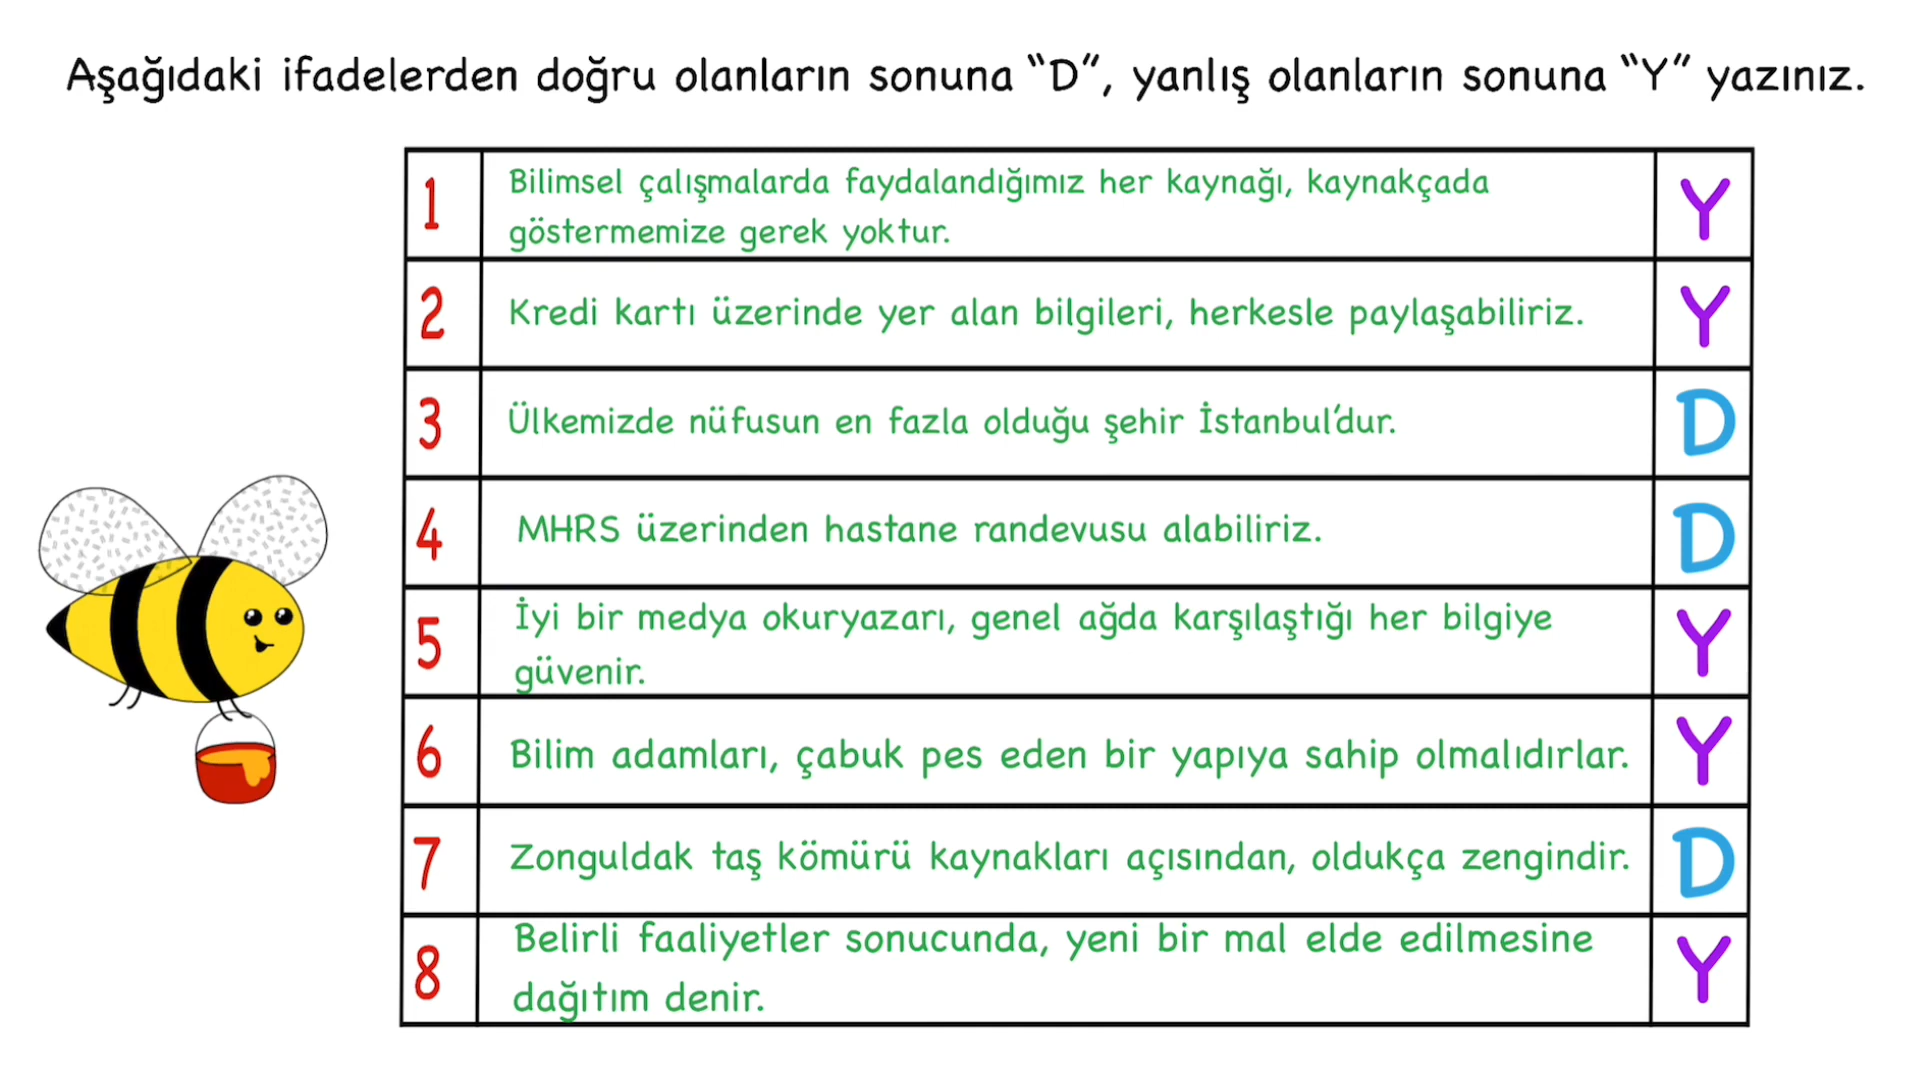 Aşağıdaki ifadelerden doğru olanların sonuna “D”, yanlış olanların sonuna “Y” yazınız.
1 Bilimsel çalışmalarda faydalandığımız her kaynağı, kaynakçada
göstermemize gerek yoktur. Y
2 Kredi kartı üzerinde yer alan bilgileri, herkesle paylaşabiliriz. Y
3 Ülkemizde nüfusun en fazla olduğu şehir İstanbul’dur. D
4 MHRS üzerinden hastane randevusu alabiliriz. D
5 İyi bir medya okuryazarı, genel ağda karşılaştığı her bilgiye
güvenir. Y
6 Bilim adamları, çabuk pes eden bir yapıya sahip olmalıdırlar. Y
7 Zonguldak taş kömürü kaynakları açısından, oldukça zengindir. D
8 Belirli faaliyetler sonucunda, yeni bir mal elde edilmesine
dağıtım denir. Y